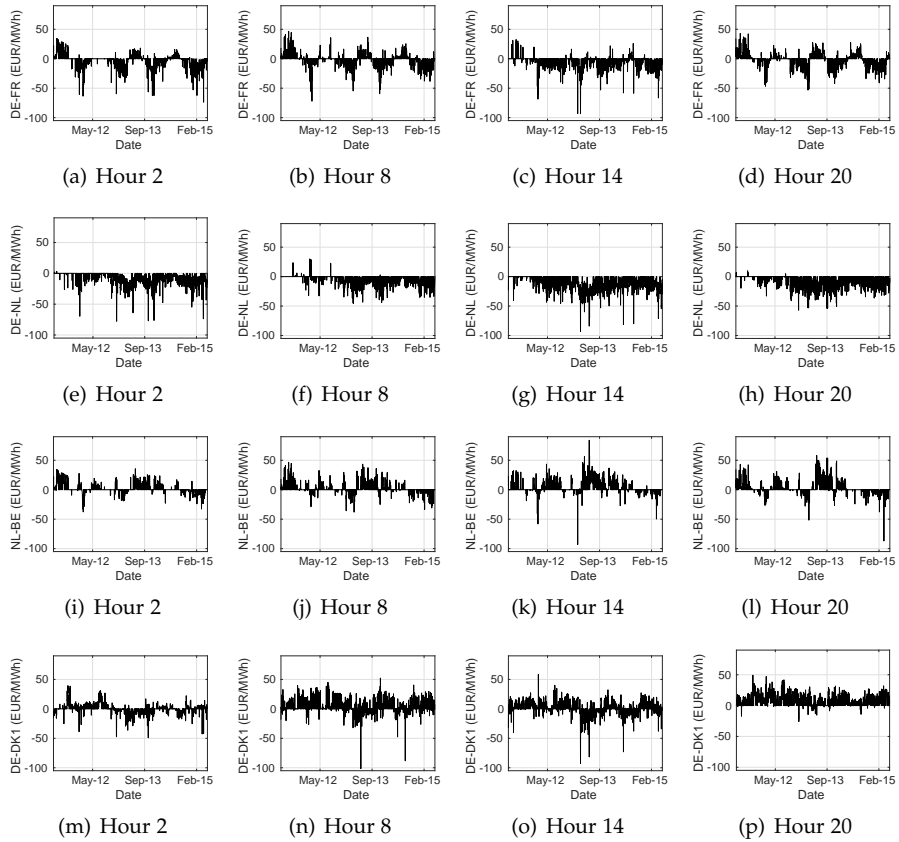 50
0
-50
-100
DE-FR (EUR/MWh)
May-12 Sep-13 Feb-15
Date
(a) Hour 2
50
0
-50
-100
DE-FR (EUR/MWh)
May-12 Sep-13 Feb-15
Date
(b) Hour 8
50
0
-50
-100
DE-FR (EUR/MWh)
May-12 Sep-13 Feb-15
Date
(c) Hour 14
50
0
-50
-100
DE-FR (EUR/MWh)
May-12 Sep-13 Feb-15
Date
(d) Hour 20
50
0
-50
-100
DE-NL (EUR/MWh)
May-12 Sep-13 Feb-15
Date
(e) Hour 2
50
0
-50
-100
DE-NL (EUR/MWh)
May-12 Sep-13 Feb-15
Date
(f) Hour 8
50
0
-50
-100
DE-NL (EUR/MWh)
May-12 Sep-13 Feb-15
Date
(g) Hour 14
50
0
-50
-100
DE-NL (EUR/MWh)
May-12 Sep-13 Feb-15
Date
(h) Hour 20
50
0
-50
-100
NL-BE (EUR/MWh)
May-12 Sep-13 Feb-15
Date
(i) Hour 2
50
0
-50
-100
NL-BE (EUR/MWh)
May-12 Sep-13 Feb-15
Date
(j) Hour 8
50
0
-50
-100
NL-BE (EUR/MWh)
May-12 Sep-13 Feb-15
Date
(k) Hour 14
50
0
-50
-100
NL-BE (EUR/MWh)
May-12 Sep-13 Feb-15
Date
(l) Hour 20
50
0
-50
-100
DE-DK1 (EUR/MWh)
May-12 Sep-13 Feb-15
Date
(m) Hour 2
50
0
-50
-100
DE-DK1 (EUR/MWh)
May-12 Sep-13 Feb-15
Date
(n) Hour 8
50
0
-50
-100
DE-DK1 (EUR/MWh)
May-12 Sep-13 Feb-15
Date
(o) Hour 14
50
0
-50
-100
DE-DK1 (EUR/MWh)
May-12 Sep-13 Feb-15
Date
(p) Hour 20